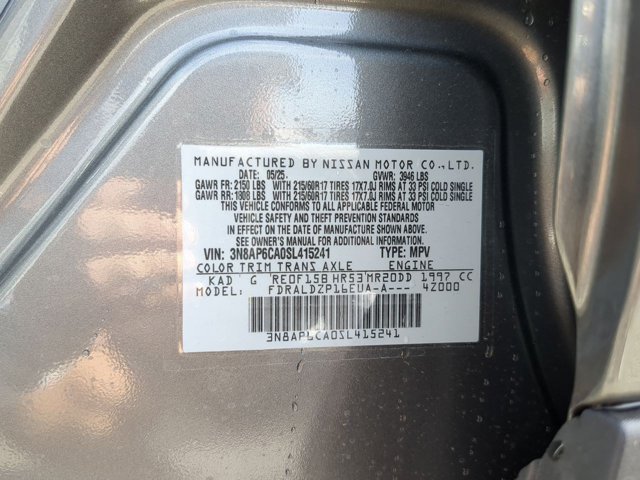 MANUFACTURED BY NISSAN MOTOR CO., LTD.
DATE: 05/25 GVWR: 3946 LBS
GAWR FR: 2150 LBS WITH 215/60R17 TIRES 17X7.0J RIMS AT 33 PSI COLD SINGLE
GAWR RR: 1808 LBS WITH 215/60R17 TIRES 17X7.0J RIMS AT 33 PSI COLD SINGLE
THIS VEHICLE CONFORMS TO ALL APPLICABLE FEDERAL MOTOR
VEHICLE SAFETY AND THEFT PREVENTION STANDARDS
IN EFFECT ON THE DATE OF MANUFACTURE SHOWN ABOVE.
SEE OWNER'S MANUAL FOR ADDITIONAL INFORMATION
VIN: 3N8AP6CA0SL415241 TYPE: MPV
COLOR TRIM TRANS AXLE ENGINE
KAD G RE0F15B HR53 MR20DD 1997 CC
MODEL: FDRALDZP16EUA-A--- 4Z000
3N8AP6CA0SL415241